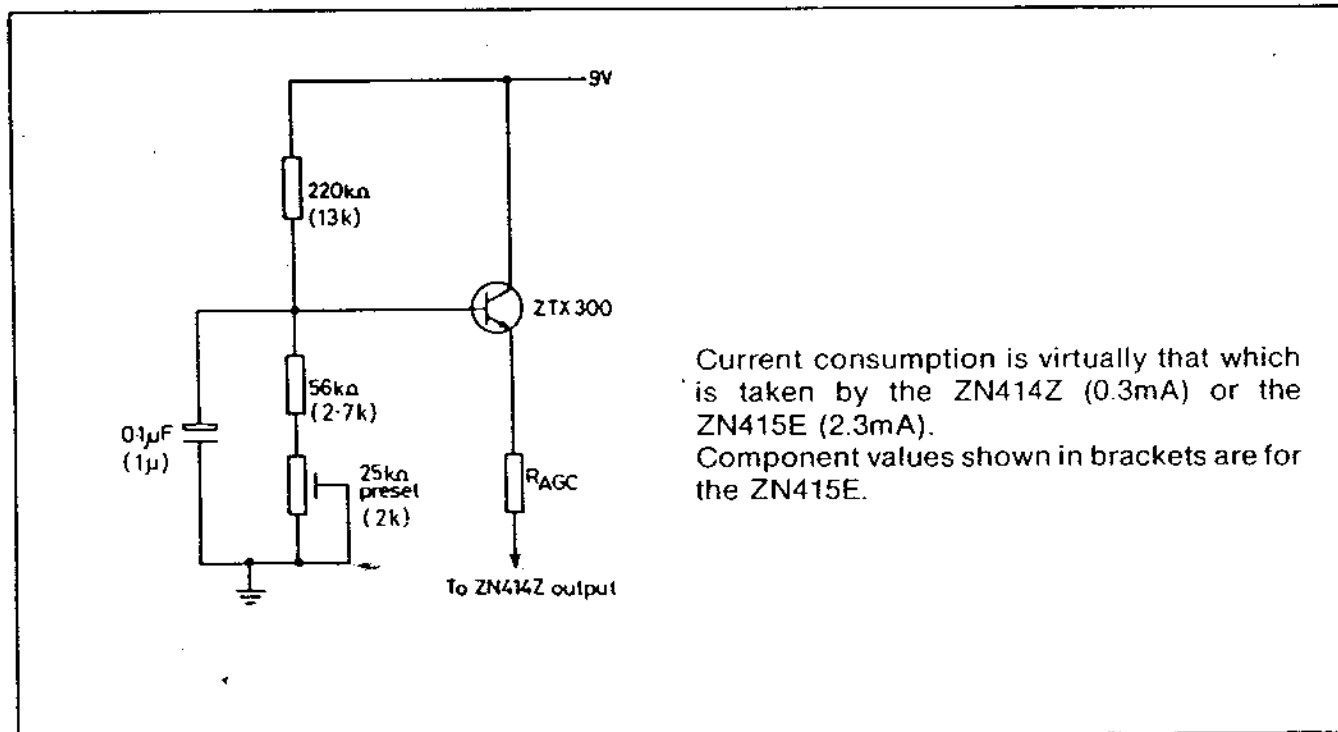 9V
220kΩ
(13k)
ZTX300
56kΩ
(2·7k)
0·1µF
(1µ)
25kΩ
preset
(2k)
RAGC
To ZN414Z output
Current consumption is virtually that which
is taken by the ZN414Z (0.3mA) or the
ZN415E (2.3mA).
Component values shown in brackets are for
the ZN415E.